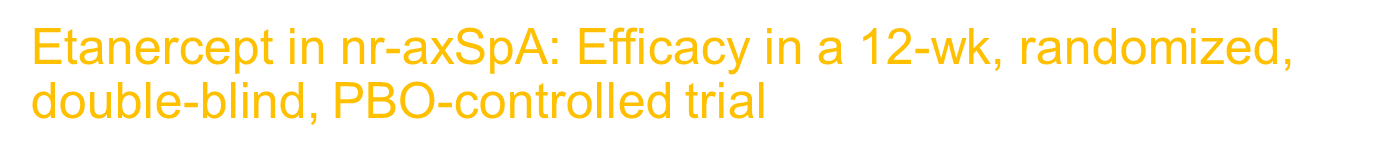 Etanercept in nr-axSpA: Efficacy in a 12-wk, randomized,
double-blind, PBO-controlled trial